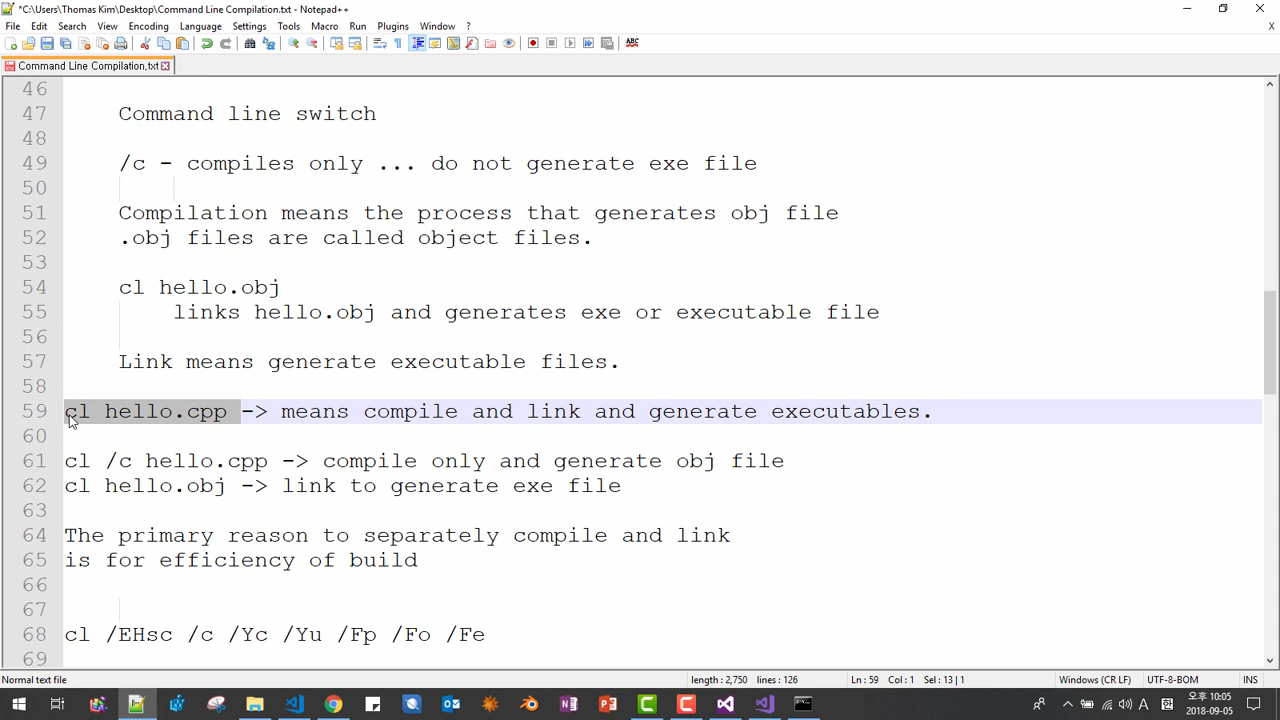 *C:\Users\Thomas Kim\Desktop\Command Line Compilation.txt - Notepad++
File Edit Search View Encoding Language Settings Tools Macro Run Plugins Window ?
X
ABC
Command Line Compilation.txt
46
47 Command line switch
48
49 /c - compiles only ... do not generate exe file
50
51 Compilation means the process that generates obj file
52 .obj files are called object files.
53
54 cl hello.obj
55 links hello.obj and generates exe or executable file
56
57 Link means generate executable files.
58
59 cl hello.cpp -> means compile and link and generate executables.
60
61 cl /c hello.cpp -> compile only and generate obj file
62 cl hello.obj -> link to generate exe file
63
64 The primary reason to separately compile and link
65 is for efficiency of build
66
67
68 cl /EHsc /c /Yc /Yu /Fp /Fo /Fe
69
Normal text file length : 2,750 lines : 126 Ln : 59 Col : 1 Sel : 13 | 1 Windows (CR LF) UTF-8-BOM INS
A 오후 10:05
2018-09-05